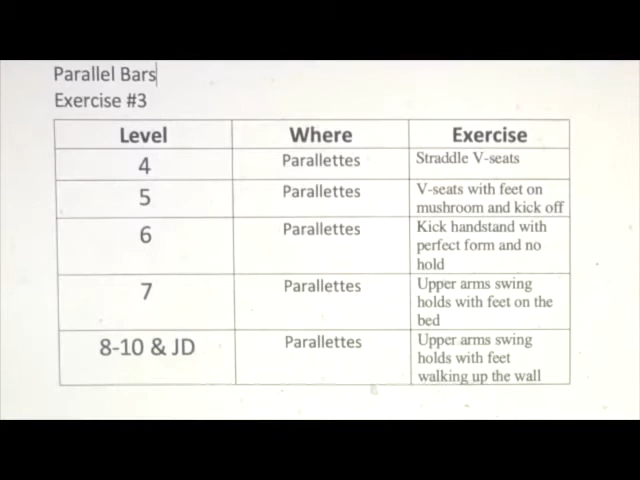 Parallel Bars
Exercise #3
Level Where Exercise
4 Parallettes Straddle V-seats
5 Parallettes V-seats with feet on
mushroom and kick off
6 Parallettes Kick handstand with
perfect form and no
hold
7 Parallettes Upper arms swing
holds with feet on the
bed
8-10 & JD Parallettes Upper arms swing
holds with feet
walking up the wall